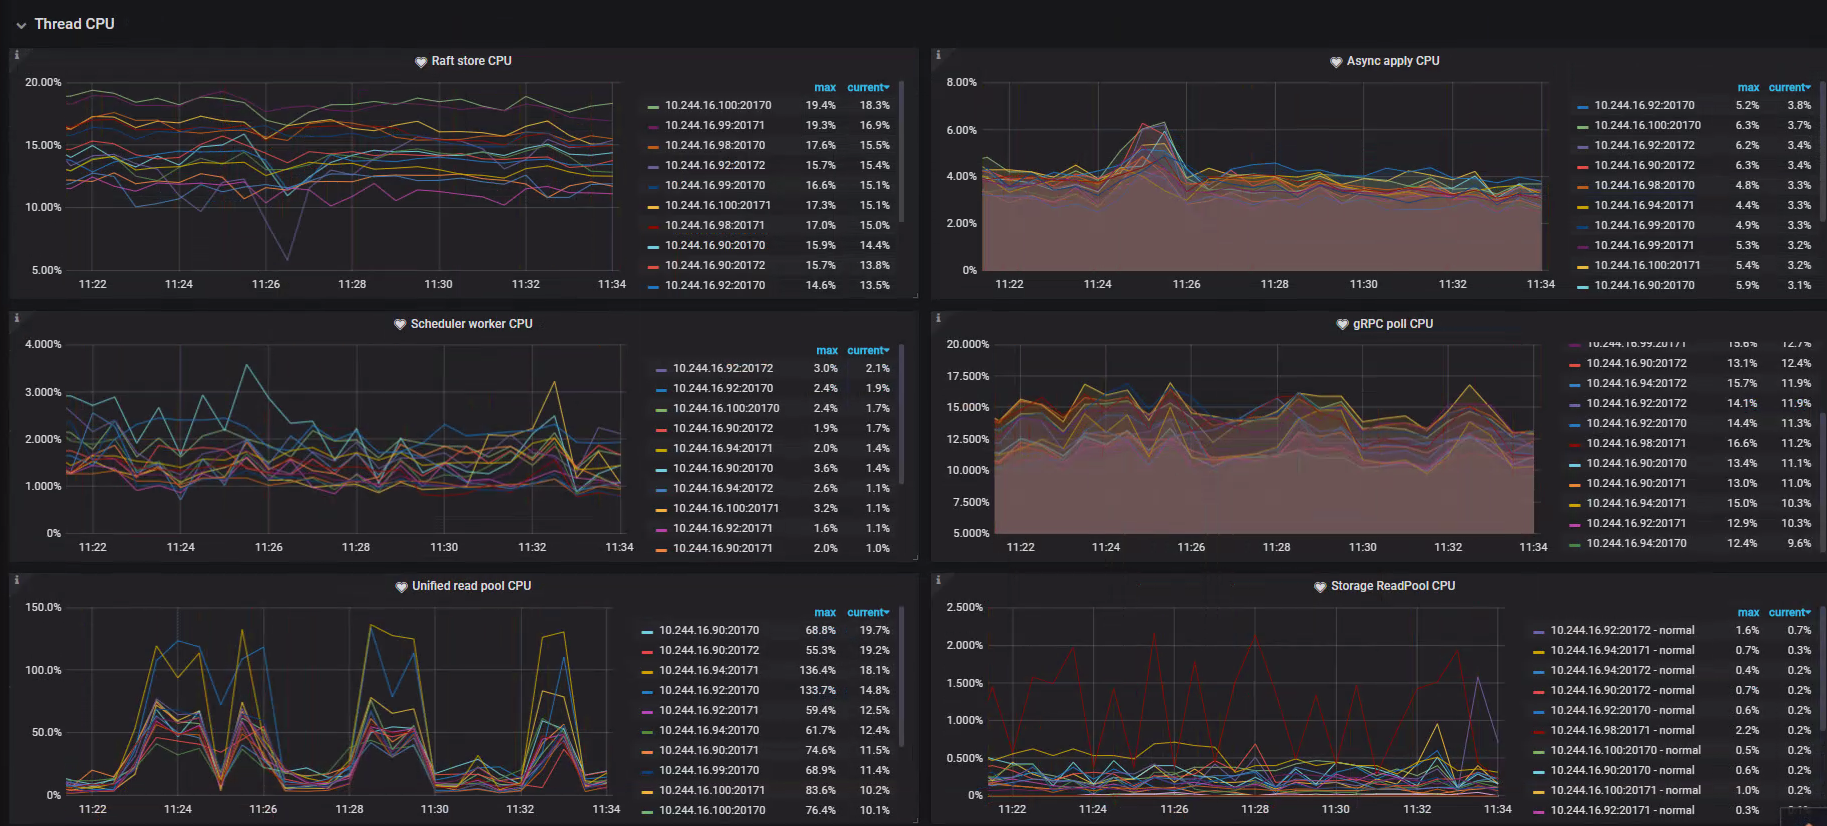 Thread CPU
Raft store CPU
20.00%
15.00%
10.00%
5.00%
11:22 11:24 11:26 11:28 11:30 11:32 11:34
max current
10.244.16.100:20170 19.4% 18.3%
10.244.16.99:20171 19.3% 16.9%
10.244.16.98:20170 17.6% 15.5%
10.244.16.92:20172 15.7% 15.4%
10.244.16.99:20170 16.6% 15.1%
10.244.16.100:20171 17.3% 15.1%
10.244.16.98:20171 17.0% 15.0%
10.244.16.90:20170 15.9% 14.4%
10.244.16.90:20172 15.7% 13.8%
10.244.16.92:20170 14.6% 13.5%
Async apply CPU
8.00%
6.00%
4.00%
2.00%
0%
11:22 11:24 11:26 11:28 11:30 11:32 11:34
max current
10.244.16.92:20170 5.2% 3.8%
10.244.16.100:20170 6.3% 3.7%
10.244.16.92:20172 6.2% 3.4%
10.244.16.90:20172 6.3% 3.4%
10.244.16.98:20170 4.8% 3.3%
10.244.16.94:20171 4.4% 3.3%
10.244.16.99:20170 4.9% 3.3%
10.244.16.99:20171 5.3% 3.2%
10.244.16.100:20171 5.4% 3.2%
10.244.16.90:20170 5.9% 3.1%
Scheduler worker CPU
4.000%
3.000%
2.000%
1.000%
0%
11:22 11:24 11:26 11:28 11:30 11:32 11:34
max current
10.244.16.92:20172 3.0% 2.1%
10.244.16.92:20170 2.4% 1.9%
10.244.16.100:20170 2.4% 1.7%
10.244.16.90:20172 1.9% 1.7%
10.244.16.94:20171 2.0% 1.4%
10.244.16.90:20170 3.6% 1.4%
10.244.16.94:20172 2.6% 1.1%
10.244.16.100:20171 3.2% 1.1%
10.244.16.92:20171 1.6% 1.1%
10.244.16.90:20171 2.0% 1.0%
gRPC poll CPU
20.000%
17.500%
15.000%
12.500%
10.000%
7.500%
5.000%
11:22 11:24 11:26 11:28 11:30 11:32 11:34
10.244.16.99:20171 15.6% 12.7%
10.244.16.90:20172 13.1% 12.4%
10.244.16.94:20172 15.7% 11.9%
10.244.16.92:20172 14.1% 11.9%
10.244.16.92:20170 14.4% 11.3%
10.244.16.98:20171 16.6% 11.2%
10.244.16.90:20170 13.4% 11.1%
10.244.16.90:20171 13.0% 11.0%
10.244.16.94:20171 15.0% 10.3%
10.244.16.92:20171 12.9% 10.3%
10.244.16.94:20170 12.4% 9.6%
Unified read pool CPU
150.0%
100.0%
50.0%
0%
11:22 11:24 11:26 11:28 11:30 11:32 11:34
max current
10.244.16.90:20170 68.8% 19.7%
10.244.16.90:20172 55.3% 19.2%
10.244.16.94:20171 136.4% 18.1%
10.244.16.92:20170 133.7% 14.8%
10.244.16.92:20171 59.4% 12.5%
10.244.16.94:20170 61.7% 12.4%
10.244.16.90:20171 74.6% 11.5%
10.244.16.99:20170 68.9% 11.4%
10.244.16.100:20171 83.6% 10.2%
10.244.16.100:20170 76.4% 10.1%
Storage ReadPool CPU
2.500%
2.000%
1.500%
1.000%
0.500%
0%
11:22 11:24 11:26 11:28 11:30 11:32 11:34
max current
10.244.16.92:20172 - normal 1.6% 0.7%
10.244.16.94:20171 - normal 0.7% 0.3%
10.244.16.94:20172 - normal 0.4% 0.2%
10.244.16.90:20172 - normal 0.7% 0.2%
10.244.16.92:20170 - normal 0.6% 0.2%
10.244.16.98:20171 - normal 2.2% 0.2%
10.244.16.100:20170 - normal 0.5% 0.2%
10.244.16.90:20170 - normal 0.6% 0.2%
10.244.16.100:20171 - normal 1.0% 0.2%
10.244.16.92:20171 - normal 0.3%